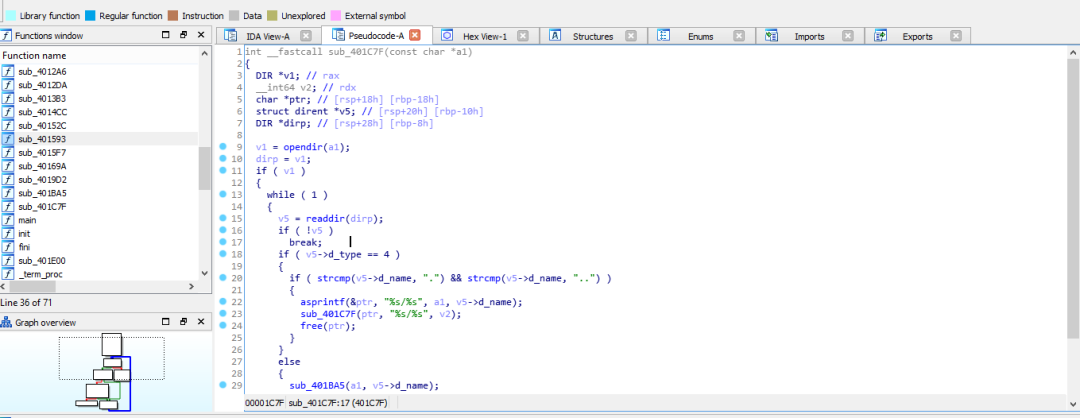 Library function Regular function Instruction Data Unexplored External symbol
Functions window
IDA View-A Pseudocode-A Hex View-1 Structures Enums Imports Exports
Function name
sub_4012A6
sub_4012DA
sub_4013B3
sub_4014CC
sub_40152C
sub_401593
sub_4015F7
sub_40169A
sub_4019D2
sub_401BA5
sub_401C7F
main
init
fini
sub_401E00
_term_proc
Line 36 of 71
Graph overview
1 int __fastcall sub_401C7F(const char *a1)
2 {
3 DIR *v1; // rax
4 __int64 v2; // rdx
5 char *ptr; // [rsp+18h] [rbp-18h]
6 struct dirent *v5; // [rsp+20h] [rbp-10h]
7 DIR *dirp; // [rsp+28h] [rbp-8h]
8
9 v1 = opendir(a1);
10 dirp = v1;
11 if ( v1 )
12 {
13 while ( 1 )
14 {
15 v5 = readdir(dirp);
16 if ( !v5 )
17 break;
18 if ( v5->d_type == 4 )
19 {
20 if ( strcmp(v5->d_name, ".") && strcmp(v5->d_name, "..") )
21 {
22 asprintf(&ptr, "%s/%s", a1, v5->d_name);
23 sub_401C7F(ptr, "%s/%s", v2);
24 free(ptr);
25 }
26 }
27 else
28 {
29 sub_401BA5(a1, v5->d_name);
00001C7F sub_401C7F:17 (401C7F)